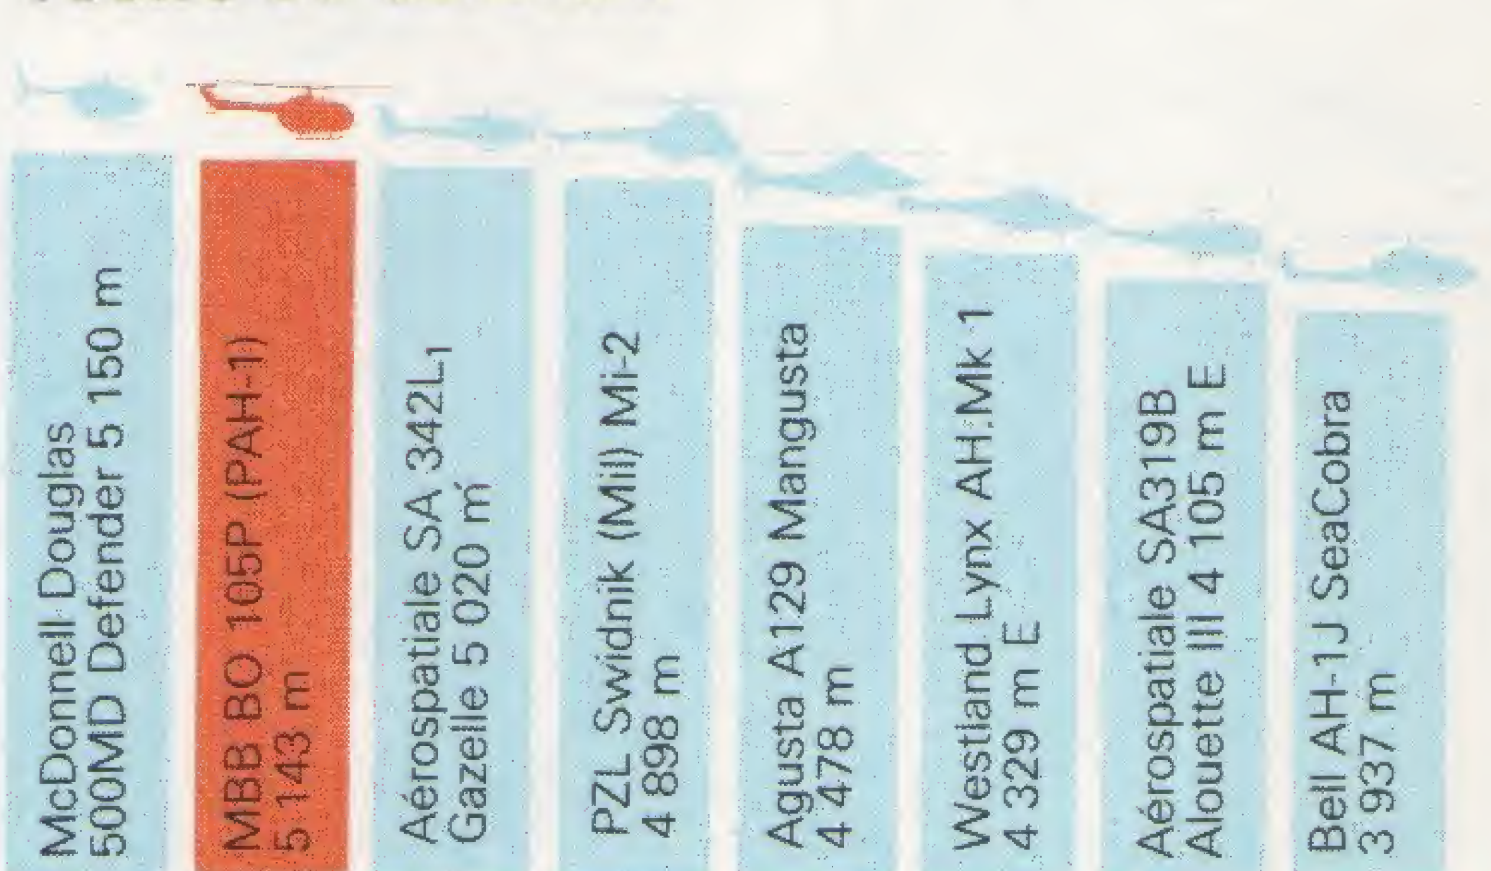 McDonnell Douglas
500MD Defender 5 150 m
MBB BO 105P (PAH-1)
5 143 m
Aérospatiale SA 342L1
Gazelle 5 020 m
PZL Swidnik (Mil) Mi-2
4 898 m
Agusta A129 Mangusta
4 478 m
Westland Lynx AH.Mk 1
4 329 m E
Aérospatiale SA319B
Alouette III 4 105 m E
Bell AH-1J SeaCobra
3 937 m